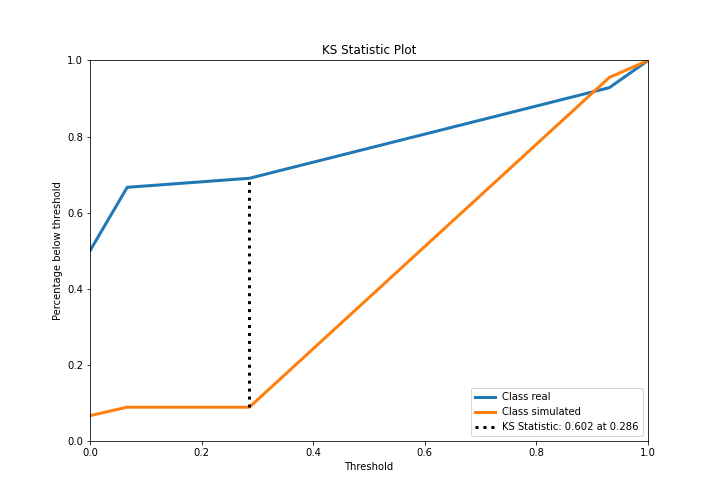 KS Statistic Plot
1.0
0.8
0.6
0.4
0.2
0.0
Percentage below threshold
Class real
Class simulated
KS Statistic: 0.602 at 0.286
0.0 0.2 0.4 0.6 0.8 1.0
Threshold